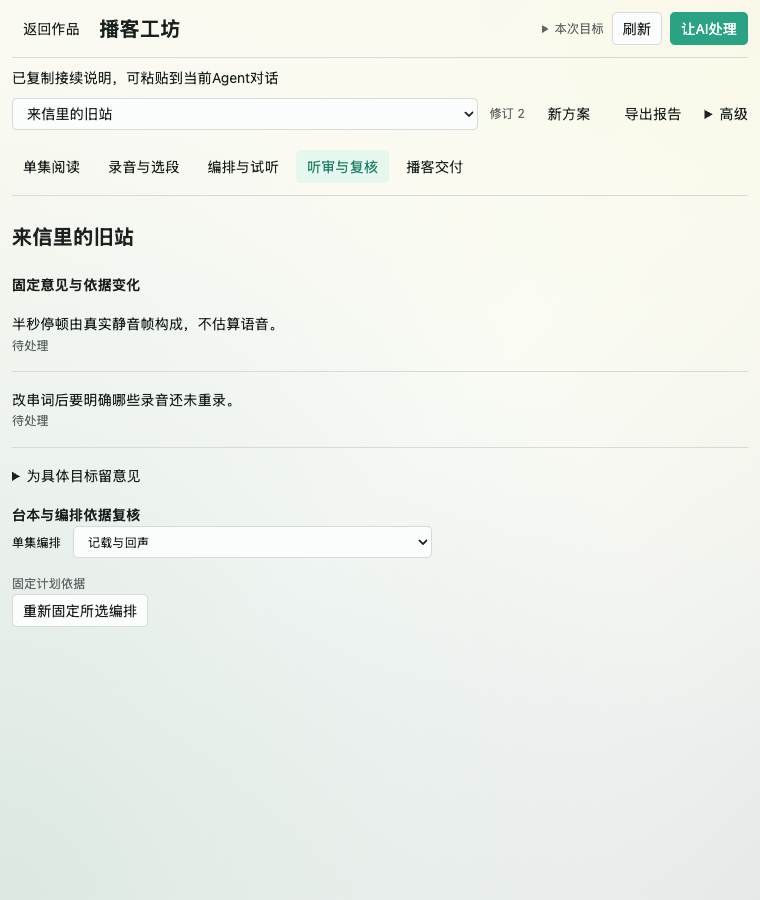 返回作品 播客工坊 ▶ 本次目标 刷新 让AI处理
已复制接续说明，可粘贴到当前Agent对话
来信里的旧站 修订 2 新方案 导出报告 ▶ 高级
单集阅读 录音与选段 编排与试听 听审与复核 播客交付
来信里的旧站
固定意见与依据变化
半秒停顿由真实静音帧构成，不估算语音。
待处理
改串词后要明确哪些录音还未重录。
待处理
▶ 为具体目标留意见
台本与编排依据复核
单集编排 记载与回声
固定计划依据
重新固定所选编排